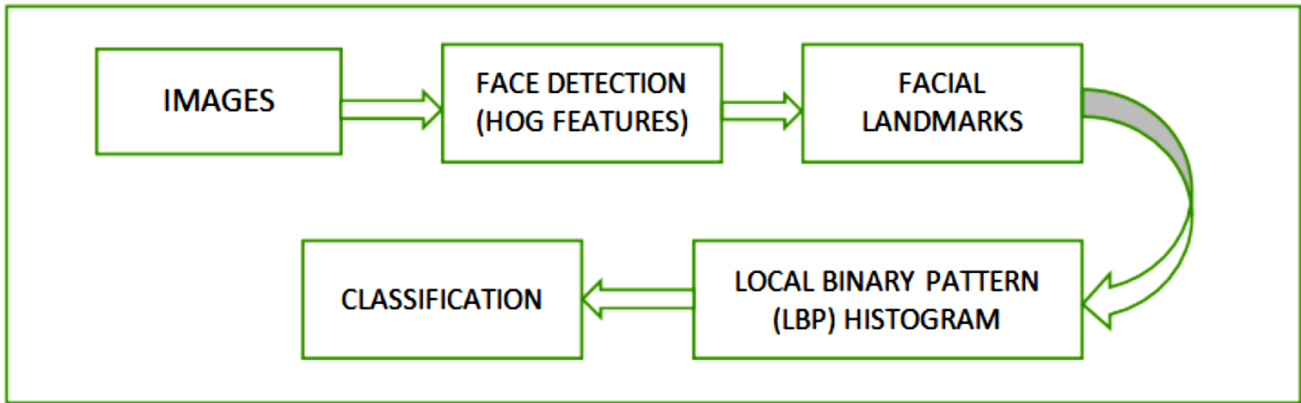 IMAGES
FACE DETECTION
(HOG FEATURES)
FACIAL
LANDMARKS
LOCAL BINARY PATTERN
(LBP) HISTOGRAM
CLASSIFICATION